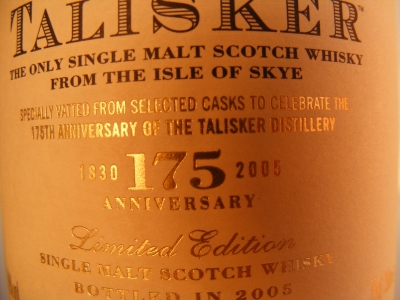 TALISKER™
THE ONLY SINGLE MALT SCOTCH WHISKY
FROM THE ISLE OF SKYE
SPECIALLY VATTED FROM SELECTED CASKS TO CELEBRATE THE
175TH ANNIVERSARY OF THE TALISKER DISTILLERY
1830 175 2005
ANNIVERSARY
Limited Edition
SINGLE MALT SCOTCH WHISKY
BOTTLED IN 2005